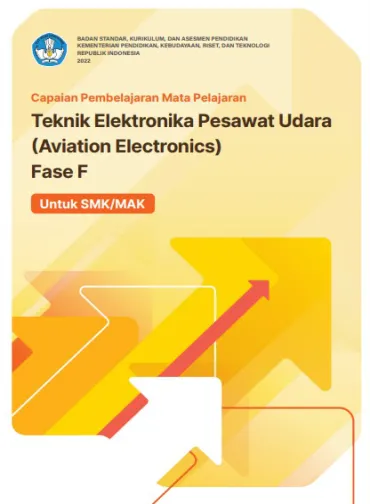 BADAN STANDAR, KURIKULUM, DAN ASESMEN PENDIDIKAN
KEMENTERIAN PENDIDIKAN, KEBUDAYAAN, RISET, DAN TEKNOLOGI
REPUBLIK INDONESIA
2022
Capaian Pembelajaran Mata Pelajaran
Teknik Elektronika Pesawat Udara
(Aviation Electronics)
Fase F
Untuk SMK/MAK